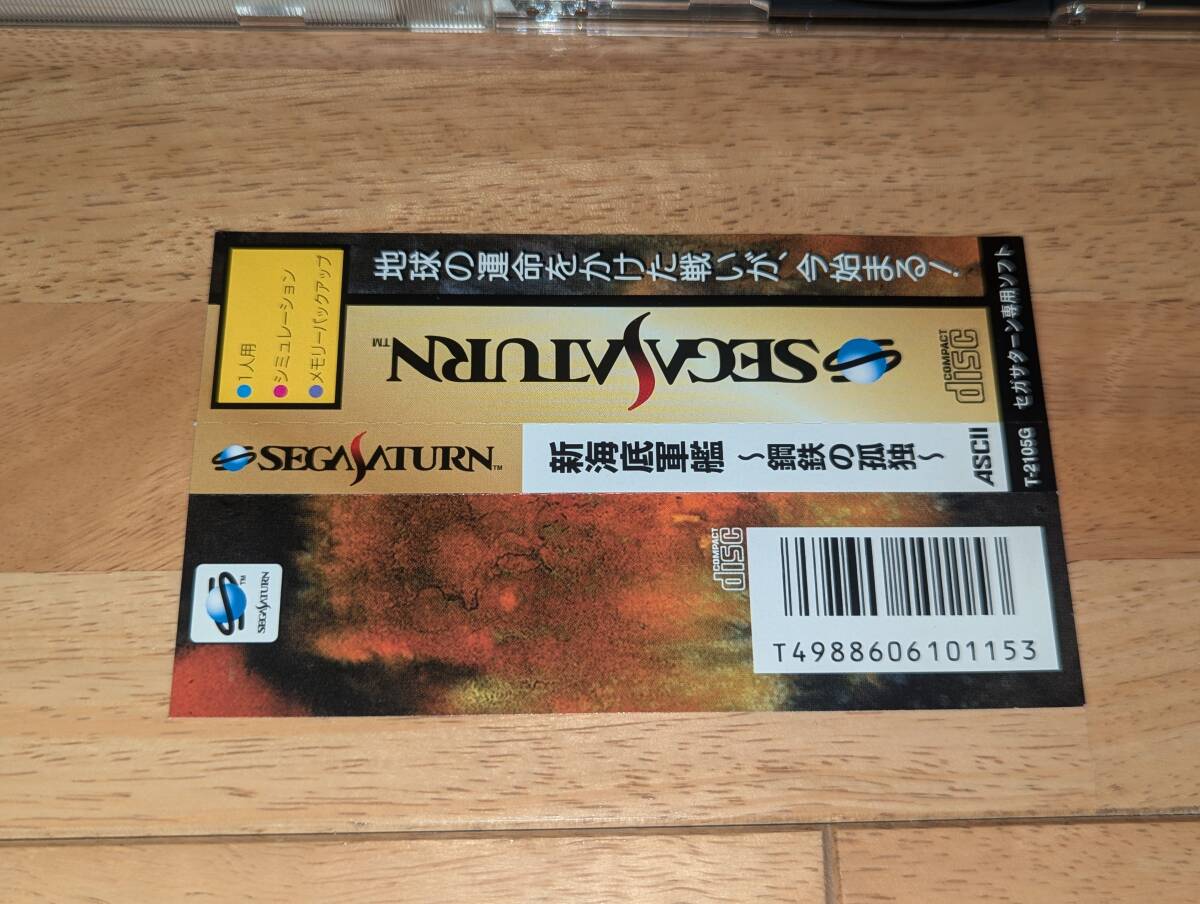 地球の運命をかけた戦いが、今始まる！
●1人用
●シミュレーション
●メモリーバックアップ
SEGASATURN™
COMPACT
disc
セガサターン専用ソフト
SEGASATURN™
新海底軍艦 ～鋼鉄の孤独～
ASCII
T-2105G
™
SEGASATURN
COMPACT
disc
T4988606101153